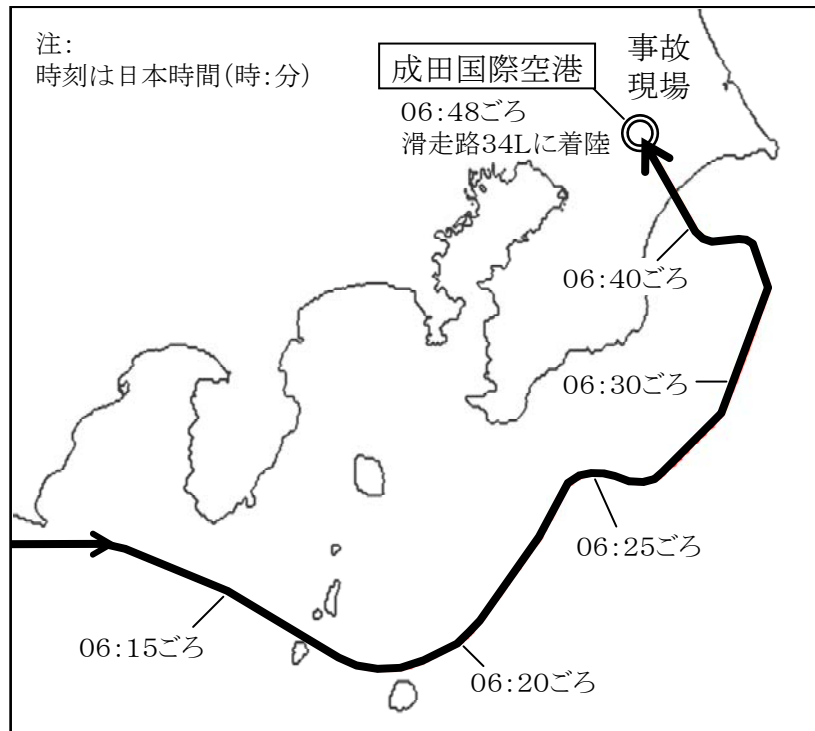 注：
時刻は日本時間（時：分）
成田国際空港
事故
現場
06：48ごろ
滑走路34Lに着陸
06：40ごろ
06：30ごろ
06：25ごろ
06：15ごろ
06：20ごろ